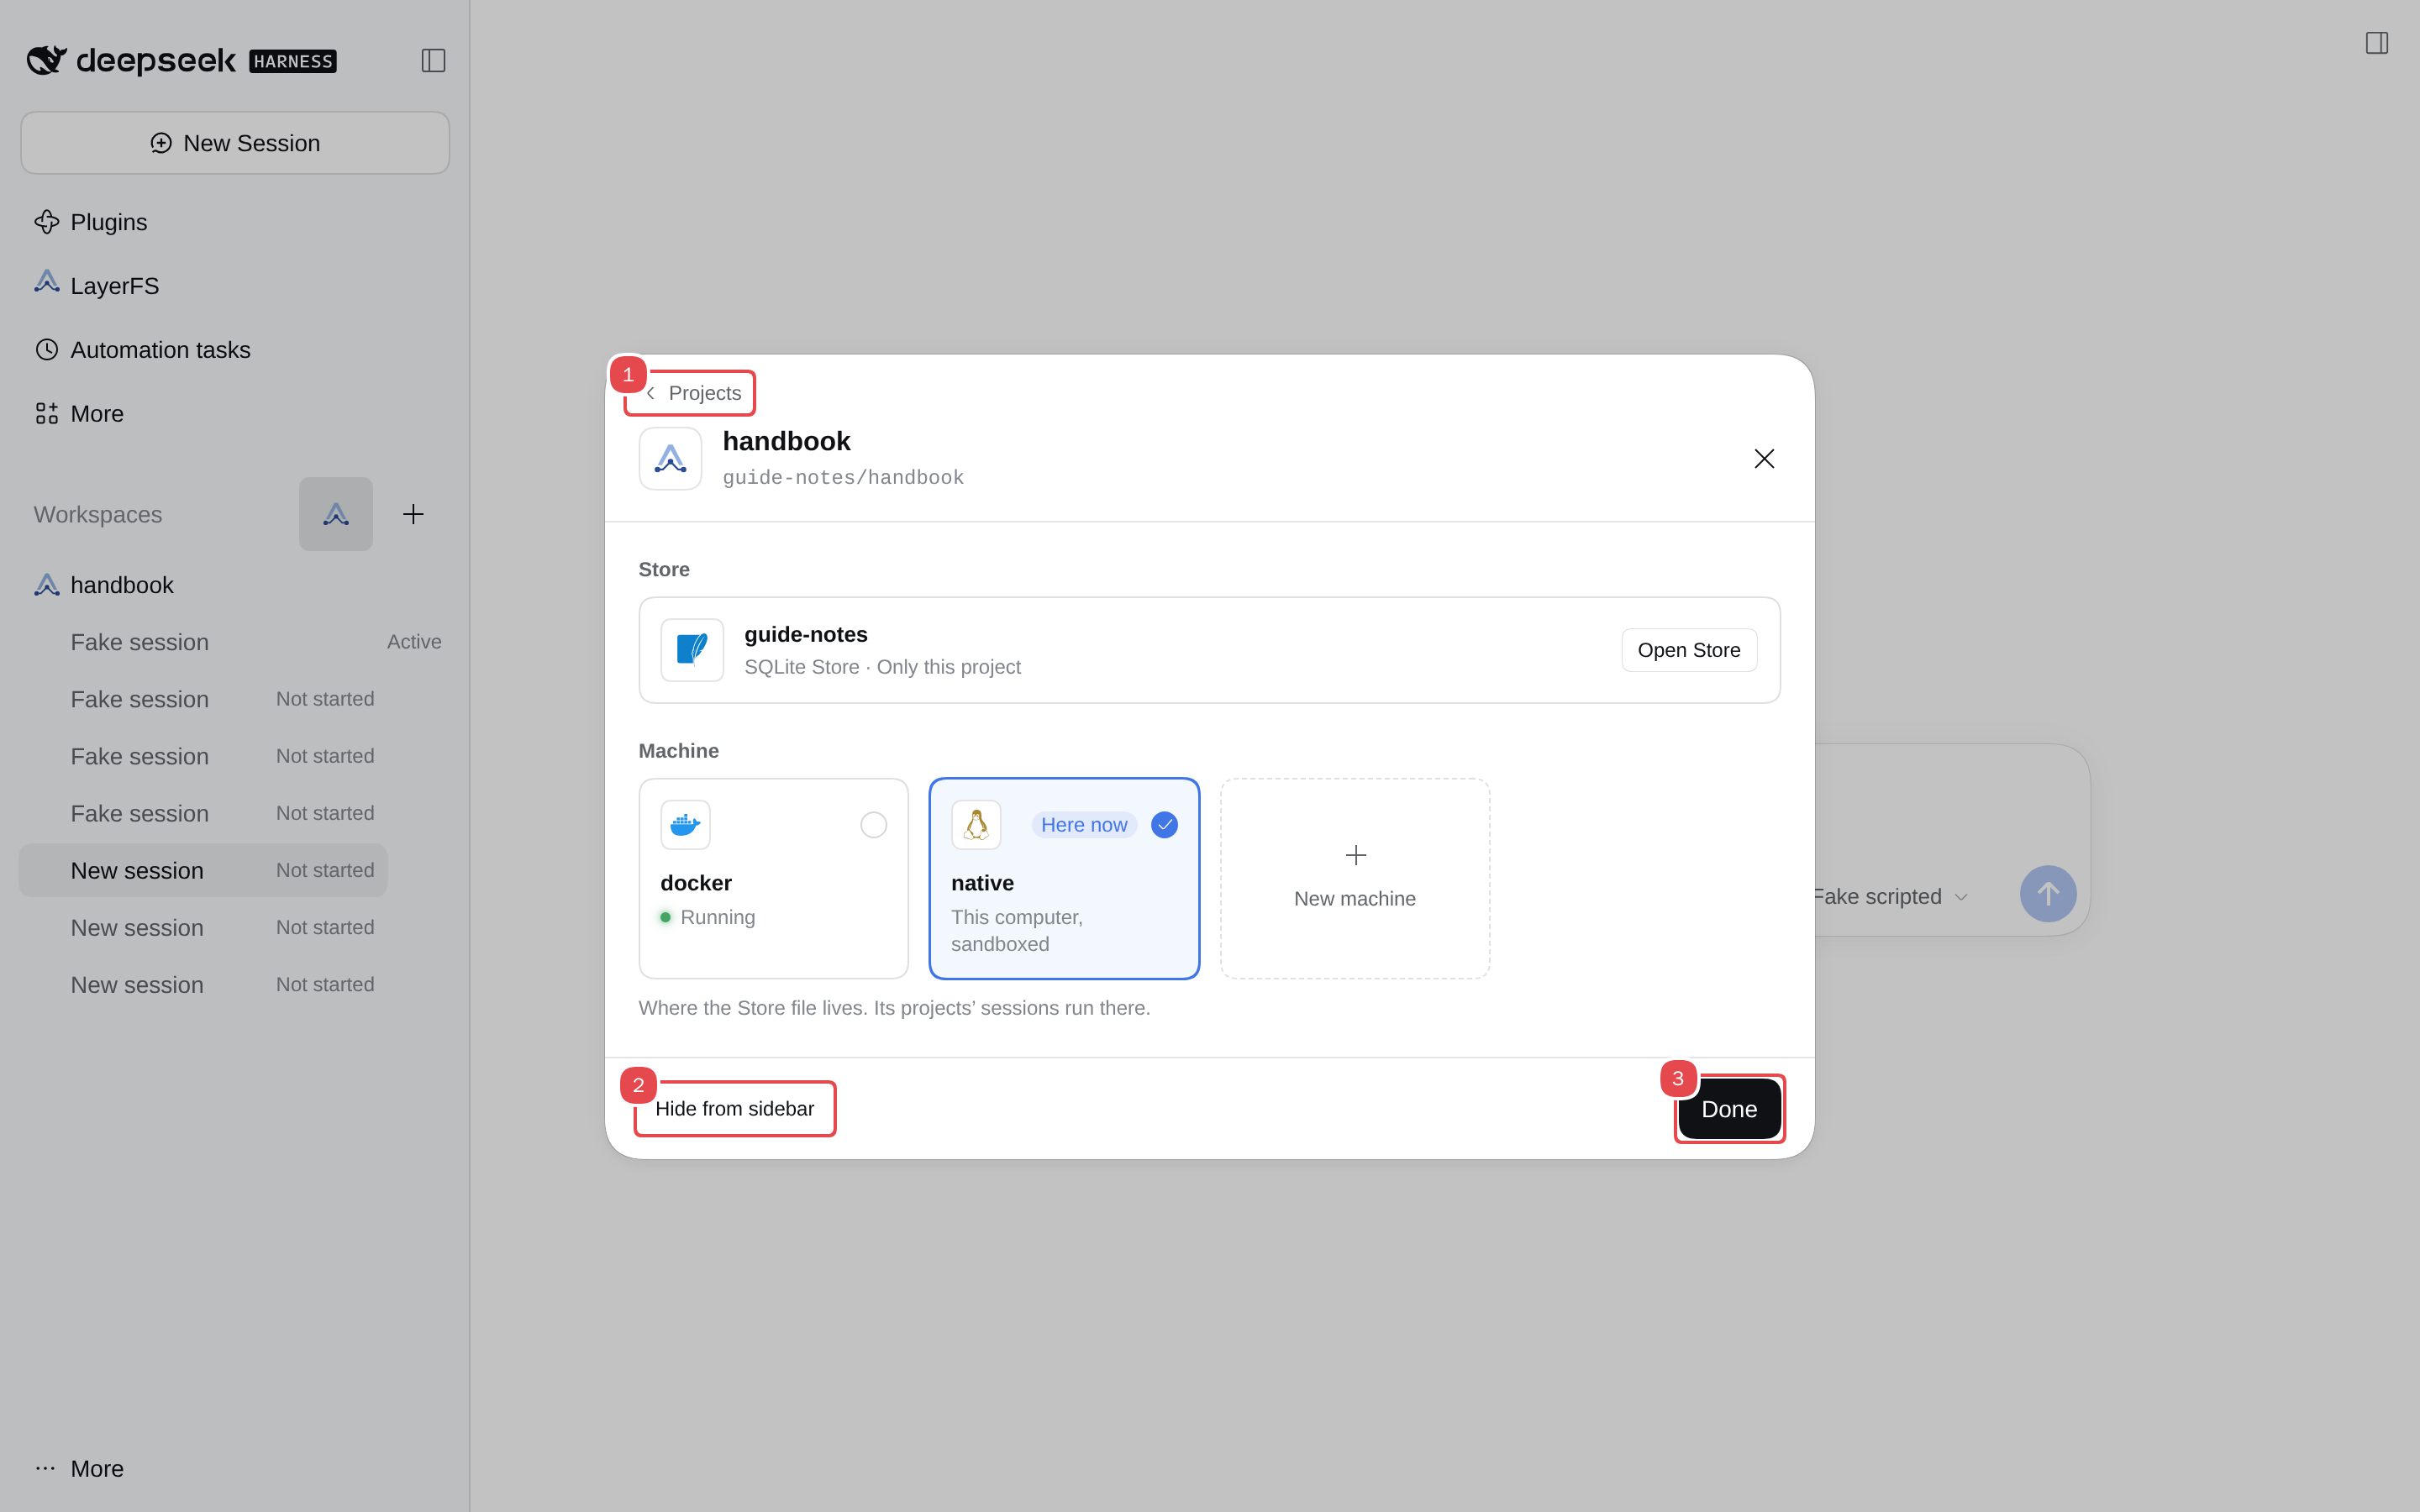 deepseek HARNESS
New Session
Plugins
LayerFS
Automation tasks
More
Workspaces
handbook
Fake session Active
Fake session Not started
Fake session Not started
Fake session Not started
New session Not started
New session Not started
New session Not started
More
1
Projects
handbook
guide-notes/handbook
Store
guide-notes
SQLite Store · Only this project
Open Store
Machine
docker
Running
Here now
native
This computer,
sandboxed
New machine
Where the Store file lives. Its projects’ sessions run there.
2
Hide from sidebar
3
Done
Fake scripted